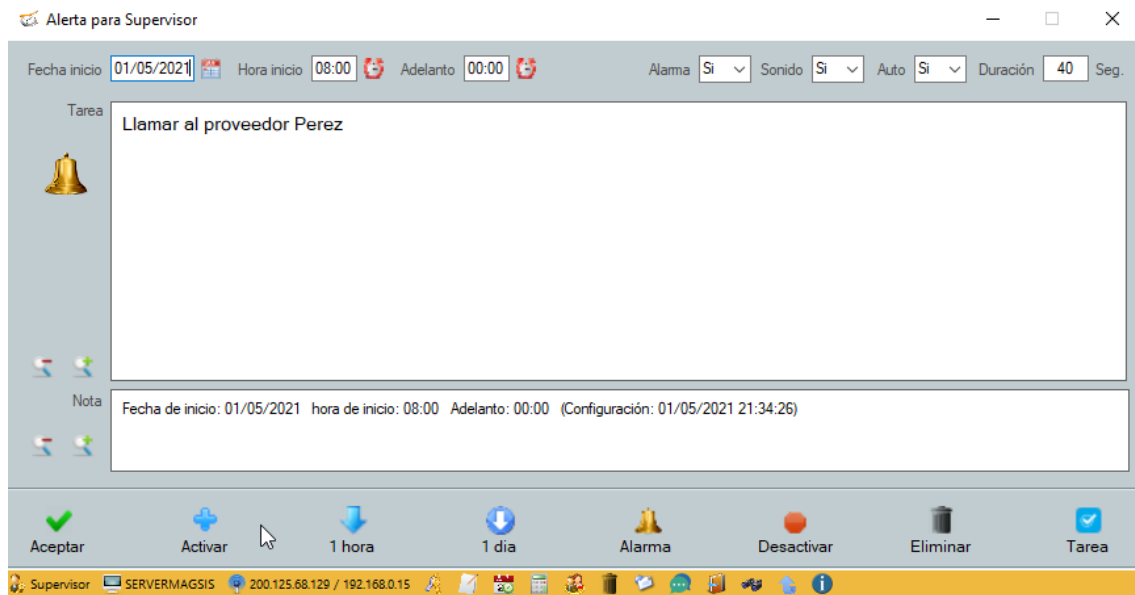 Alerta para Supervisor
Fecha inicio 01/05/2021 Hora inicio 08:00 Adelanto 00:00 Alarma Si Sonido Si Auto Si Duración 40 Seg.
Tarea
Llamar al proveedor Perez
Nota
Fecha de inicio: 01/05/2021 hora de inicio: 08:00 Adelanto: 00:00 (Configuración: 01/05/2021 21:34:26)
Aceptar Activar 1 hora 1 dia Alarma Desactivar Eliminar Tarea
Supervisor SERVERMAGSIS 200.125.68.129 / 192.168.0.15